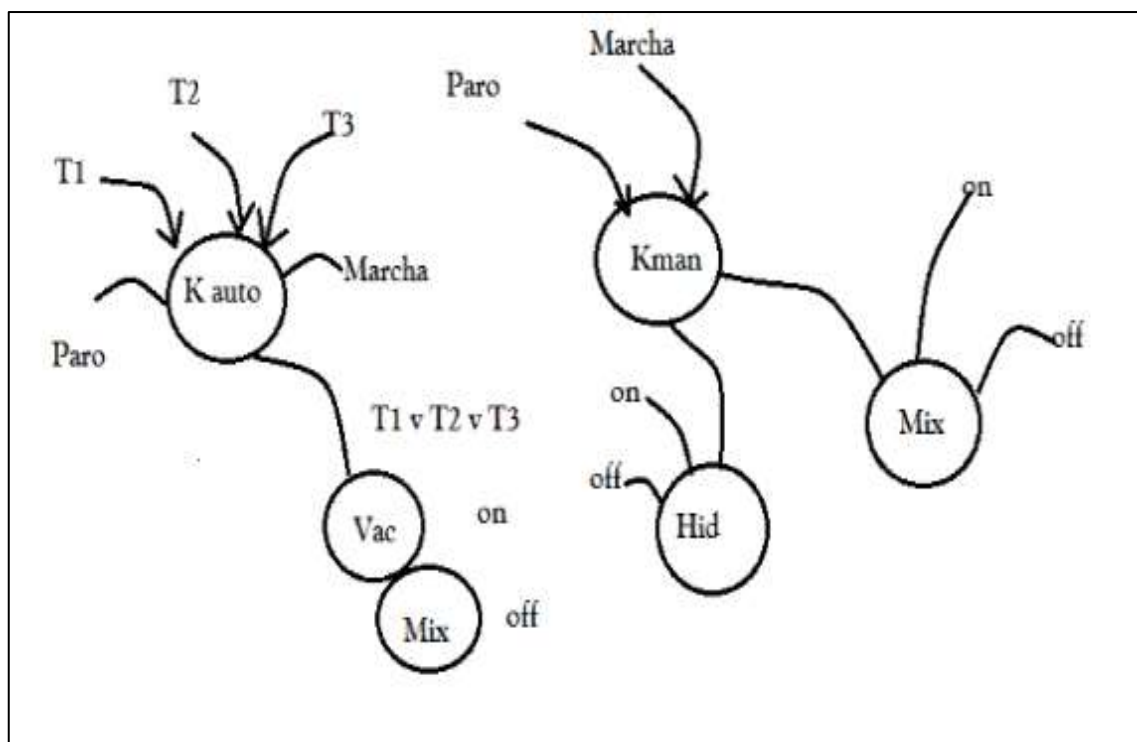 T1
T2
T3
Paro
K auto
Marcha
T1 v T2 v T3
Vac
on
Mix
off
Paro
Marcha
Kman
on
off
Hid
on
off
Mix